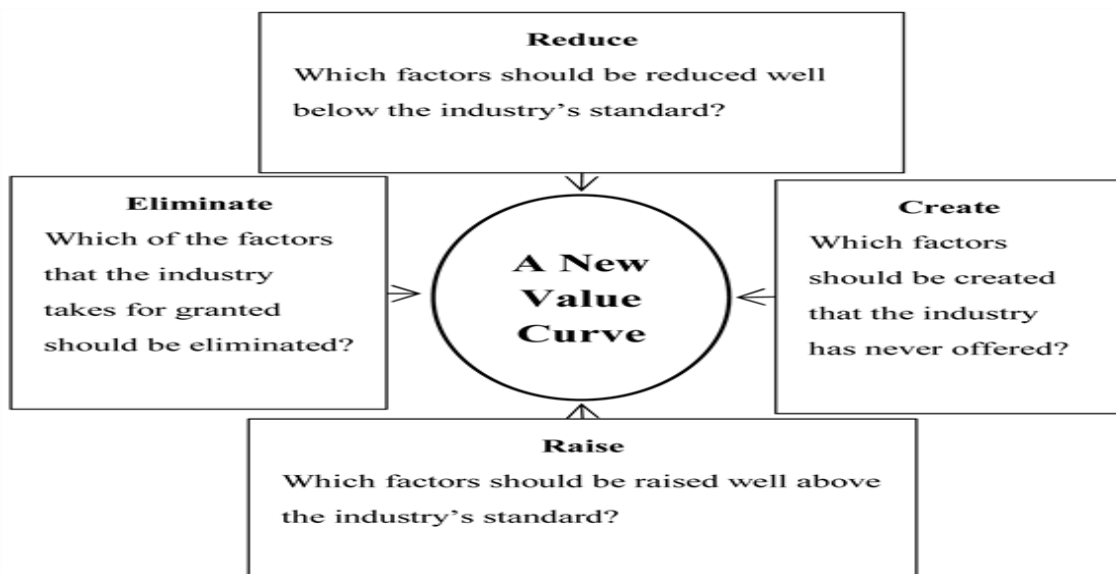 Reduce
Which factors should be reduced well
below the industry's standard?
Eliminate
Which of the factors
that the industry
takes for granted
should be eliminated?
A New
Value
Curve
Create
Which factors
should be created
that the industry
has never offered?
Raise
Which factors should be raised well above
the industry's standard?